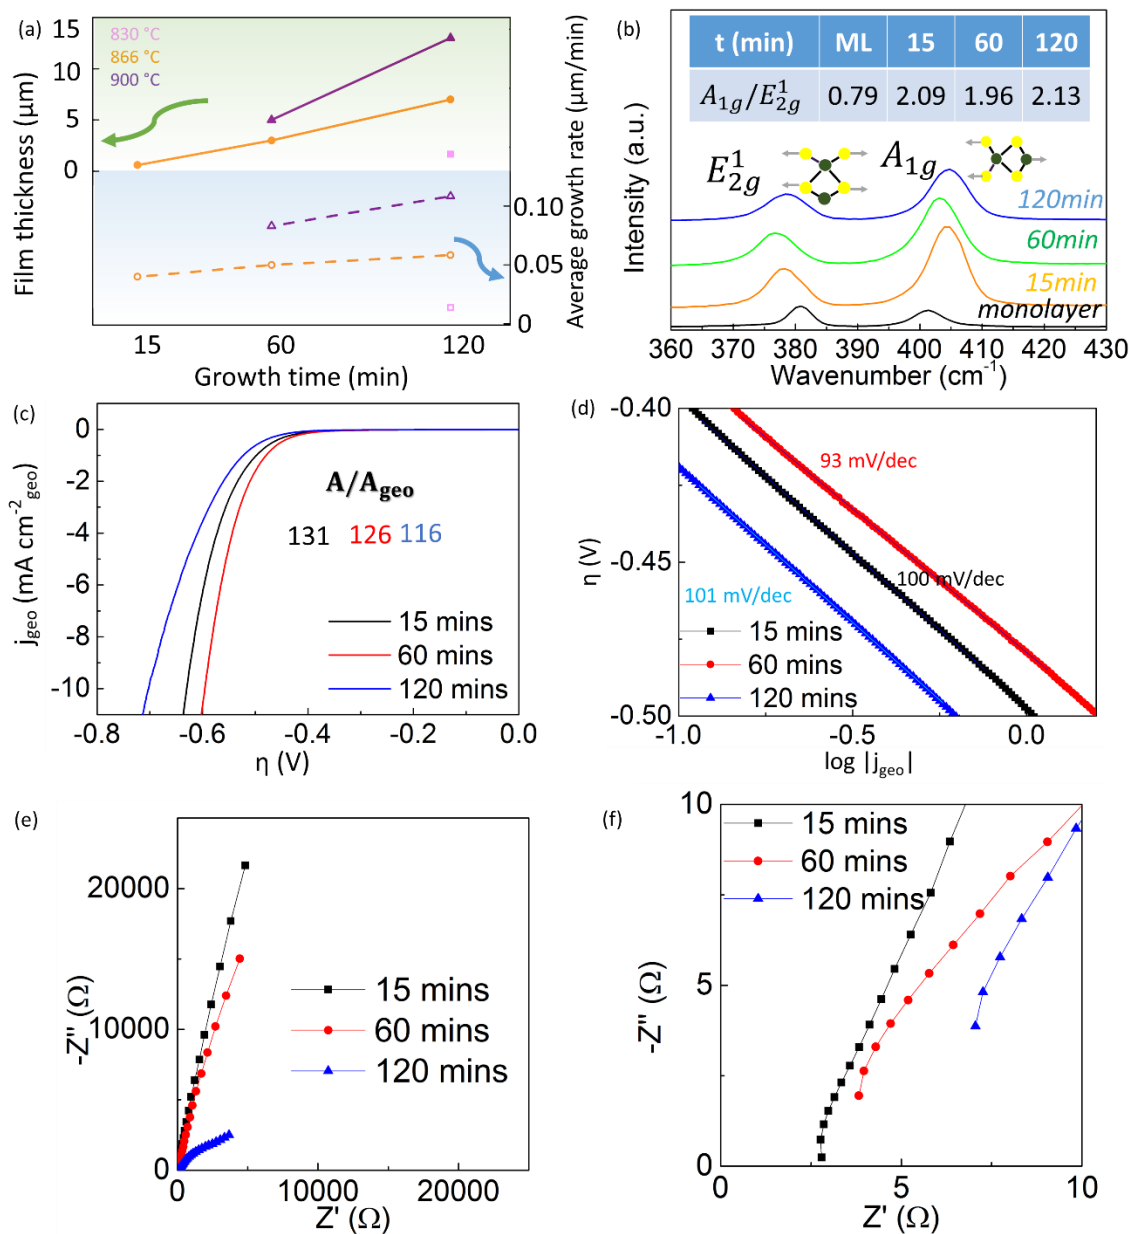 (a)
830 °C
866 °C
900 °C
15
10
5
0
Film thickness (μm)
0.10
0.05
0
Average growth rate (μm/min)
15 60 120
Growth time (min)
(b)
t (min) ML 15 60 120
A1g/E¹2g 0.79 2.09 1.96 2.13
E¹2g
A1g
120min
60min
15min
monolayer
Intensity (a.u.)
360 370 380 390 400 410 420 430
Wavenumber (cm⁻¹)
(c)
0
-2
-4
-6
-8
-10
jgeo (mA cm⁻² geo)
A/Ageo
131 126 116
15 mins
60 mins
120 mins
-0.8 -0.6 -0.4 -0.2 0.0
η (V)
(d)
-0.40
-0.45
-0.50
η (V)
93 mV/dec
100 mV/dec
101 mV/dec
15 mins
60 mins
120 mins
-1.0 -0.5 0.0
log |jgeo|
(e)
20000
10000
0
-Z" (Ω)
15 mins
60 mins
120 mins
0 10000 20000
Z' (Ω)
(f)
10
5
0
-Z" (Ω)
15 mins
60 mins
120 mins
0 5 10
Z' (Ω)